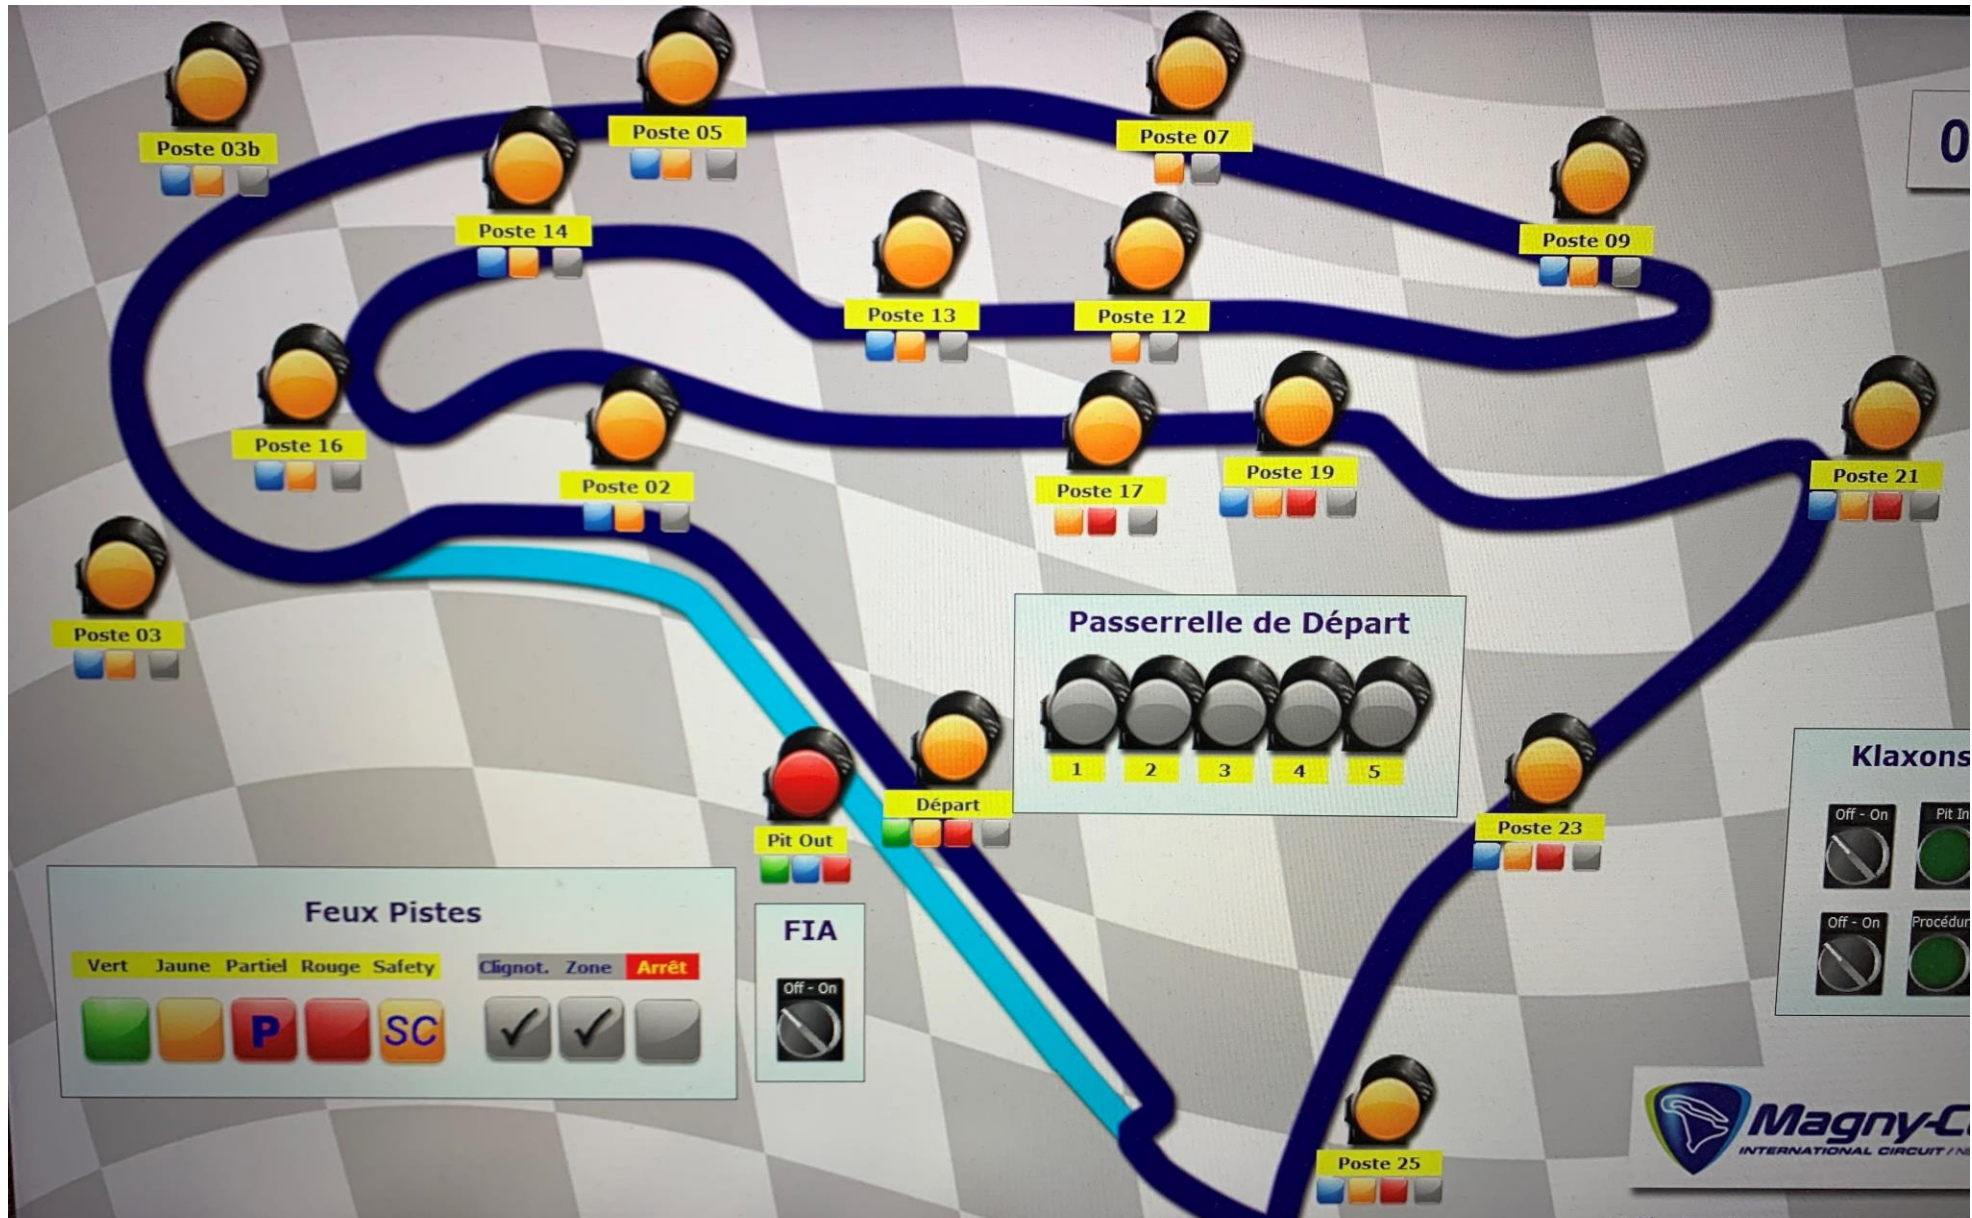 Poste 03b
Poste 05
Poste 07
0
Poste 14
Poste 09
Poste 13
Poste 12
Poste 16
Poste 02
Poste 17
Poste 19
Poste 21
Poste 03
Passerrelle de Départ
1 2 3 4 5
Départ
Pit Out
Poste 23
Klaxons
Off - On
Pit In
Off - On
Procédur
Feux Pistes
Vert Jaune Partiel Rouge Safety Clignot. Zone Arrêt
P SC
FIA
Off - On
Poste 25
Magny-C
INTERNATIONAL CIRCUIT / N